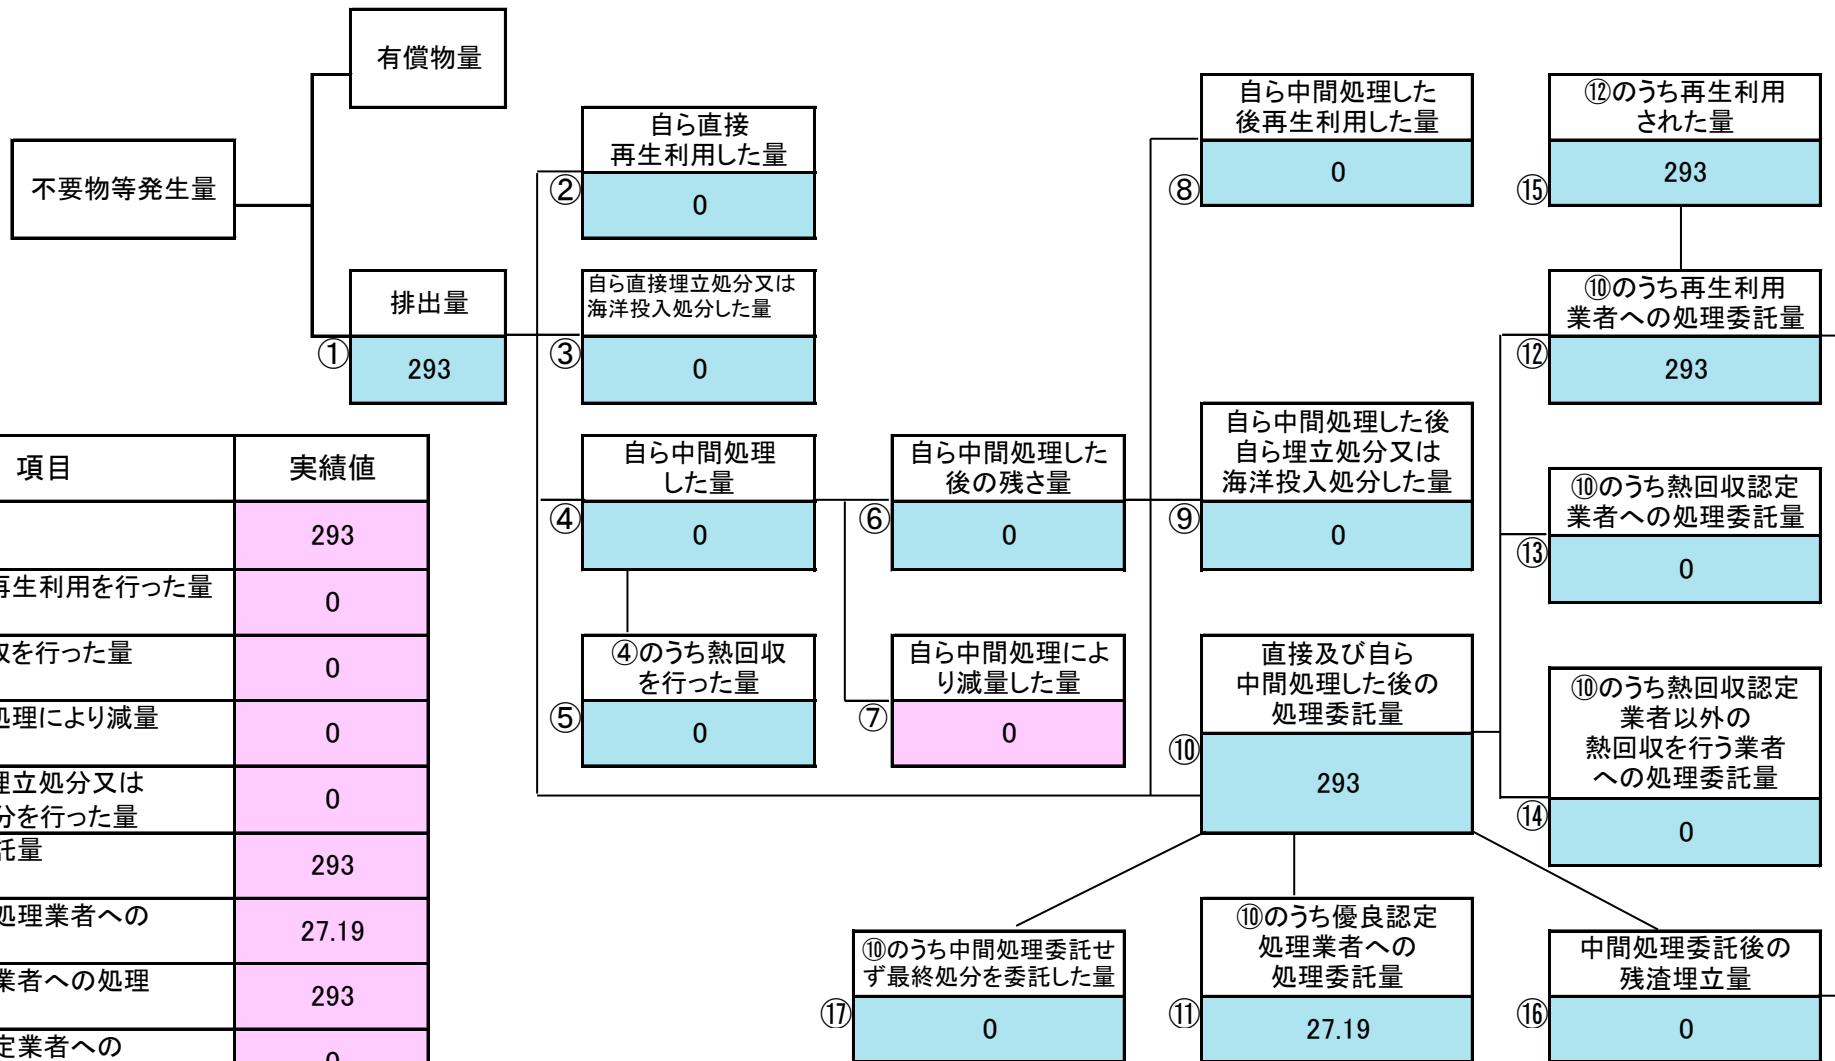 有償物量
不要物等発生量
排出量
①
293
自ら直接
再生利用した量
②
0
自ら直接埋立処分又は
海洋投入処分した量
③
0
自ら中間処理
した量
④
0
④のうち熱回収
を行った量
⑤
0
自ら中間処理した
後の残さ量
⑥
0
自ら中間処理によ
り減量した量
⑦
0
自ら中間処理した
後再生利用した量
⑧
0
自ら中間処理した後
自ら埋立処分又は
海洋投入処分した量
⑨
0
直接及び自ら
中間処理した後の
処理委託量
⑩
293
⑫のうち再生利用
された量
⑮
293
⑩のうち再生利用
業者への処理委託量
⑫
293
⑩のうち熱回収認定
業者への処理委託量
⑬
0
⑩のうち熱回収認定
業者以外の
熱回収を行う業者
への処理委託量
⑭
0
⑩のうち中間処理委託せ
ず最終処分を委託した量
⑰
0
⑩のうち優良認定
処理業者への
処理委託量
⑪
27.19
中間処理委託後の
残渣埋立量
⑯
0
項目 実績値
293
再生利用を行った量
0
を行った量
0
処理により減量
0
埋立処分又は
分を行った量
0
託量
293
処理業者への
27.19
業者への処理
293
定業者への
0